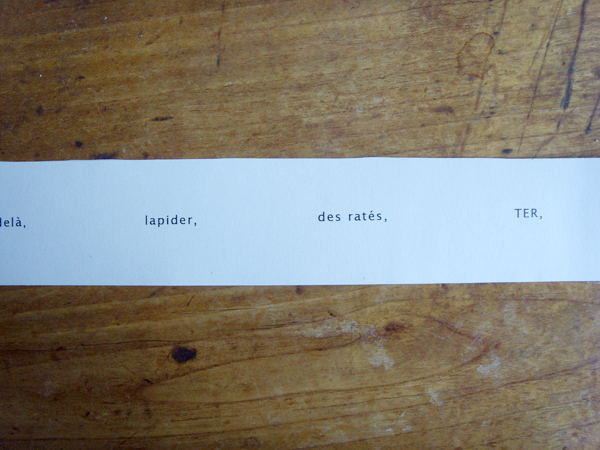 delà, lapider, des ratés, TER,